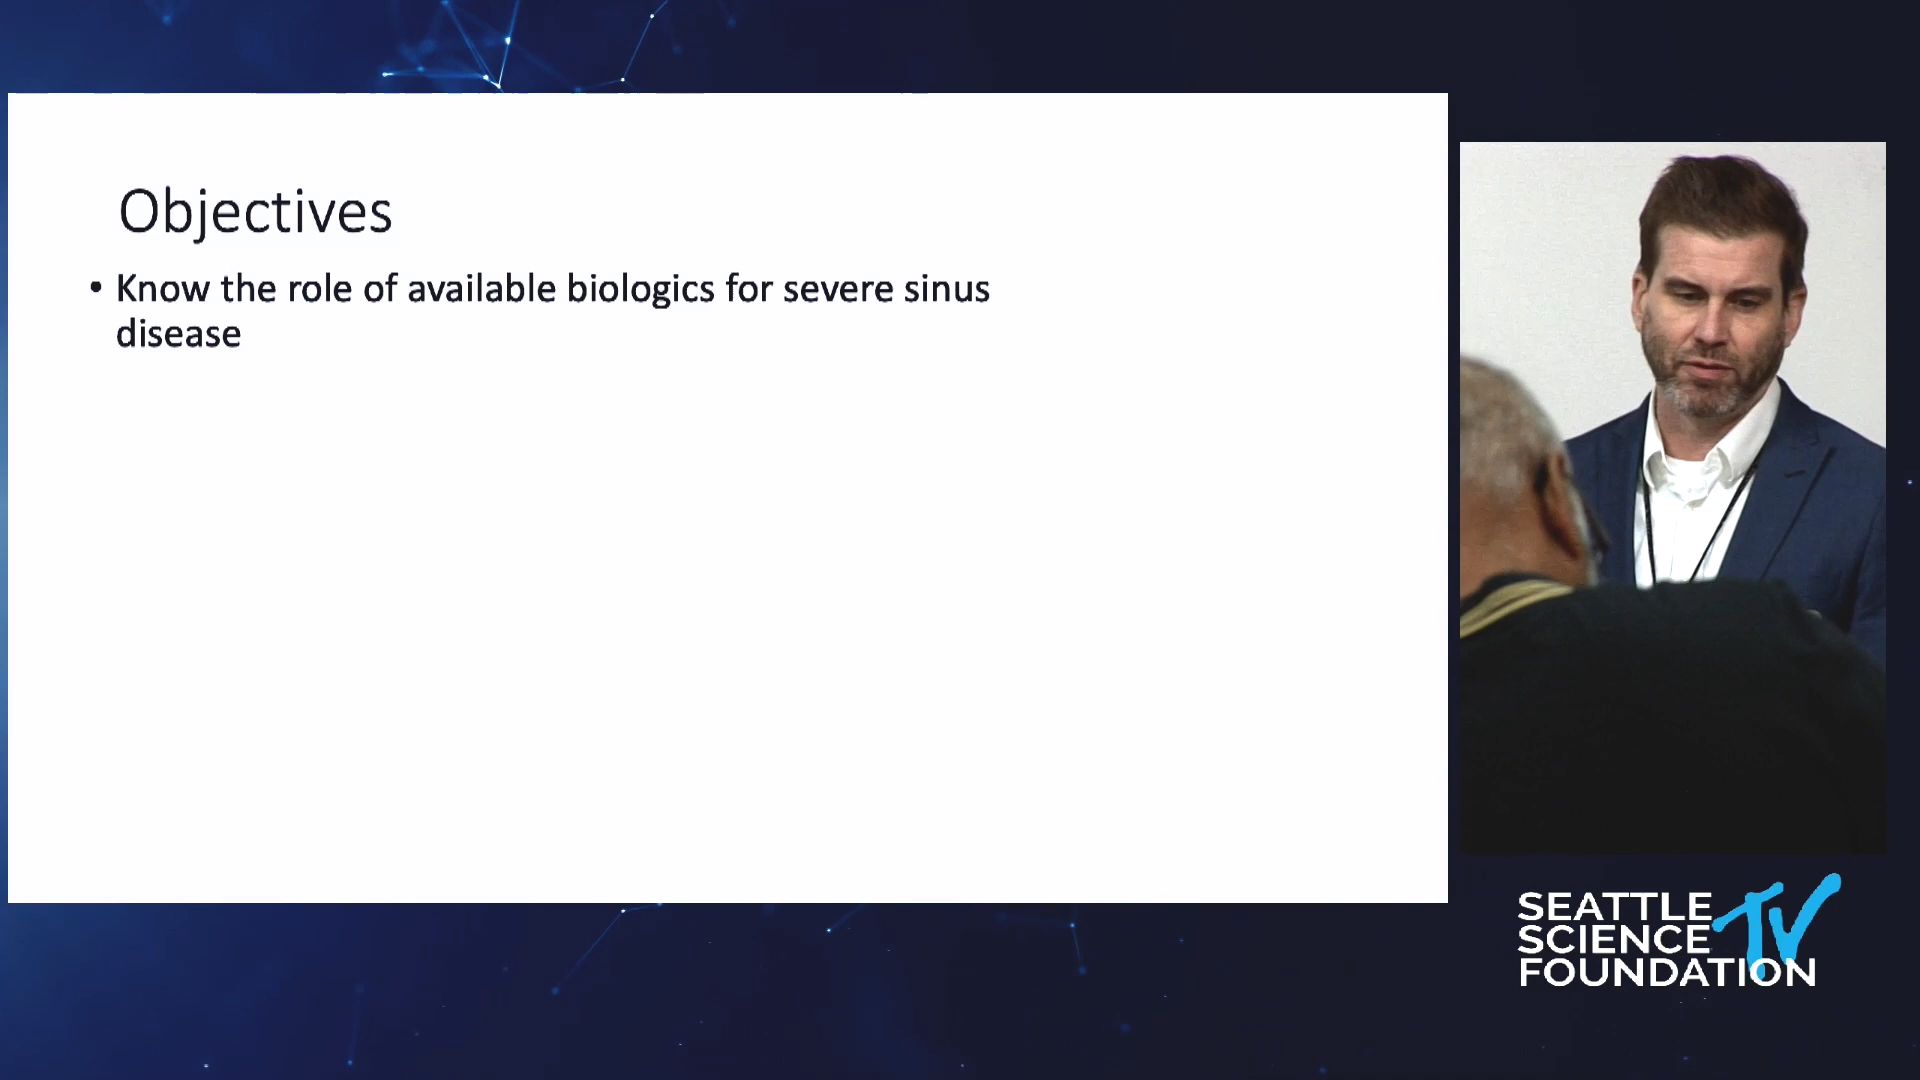 Objectives
• Know the role of available biologics for severe sinus
disease
SEATTLE
SCIENCE TV
FOUNDATION